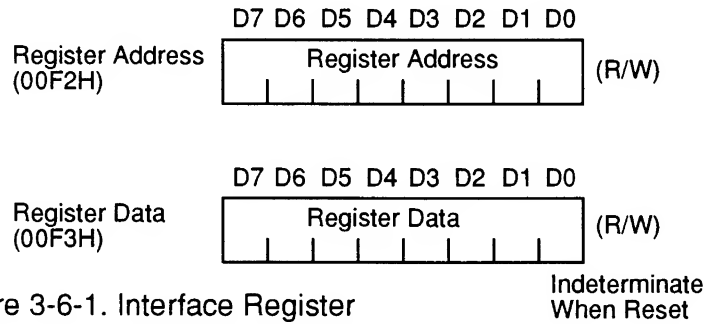 D7 D6 D5 D4 D3 D2 D1 D0
Register Address
(00F2H)
Register Address
(R/W)
D7 D6 D5 D4 D3 D2 D1 D0
Register Data
(00F3H)
Register Data
(R/W)
Indeterminate
When Reset
re 3-6-1. Interface Register